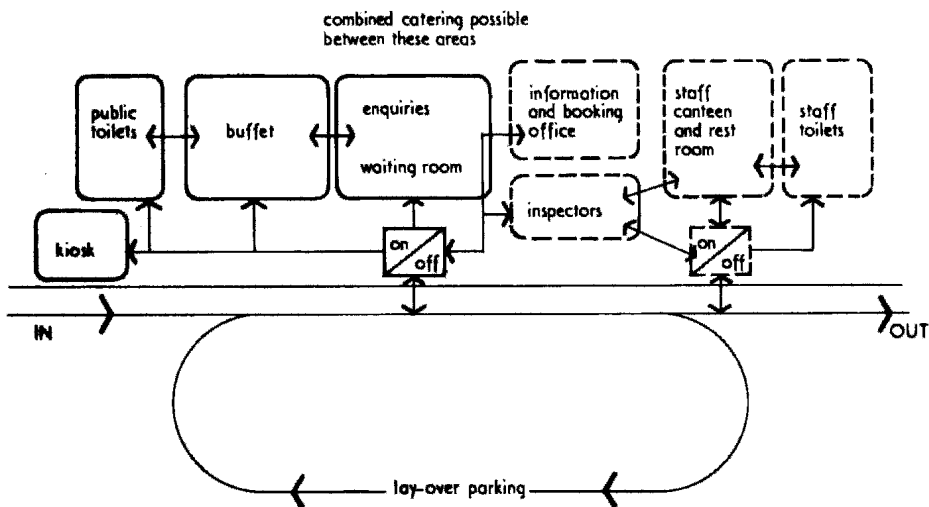 combined catering possible
between these areas
public
toilets
buffet
enquiries
waiting room
information
and booking
office
staff
canteen
and rest
room
staff
toilets
kiosk
inspectors
on
off
on
off
IN
OUT
lay-over parking